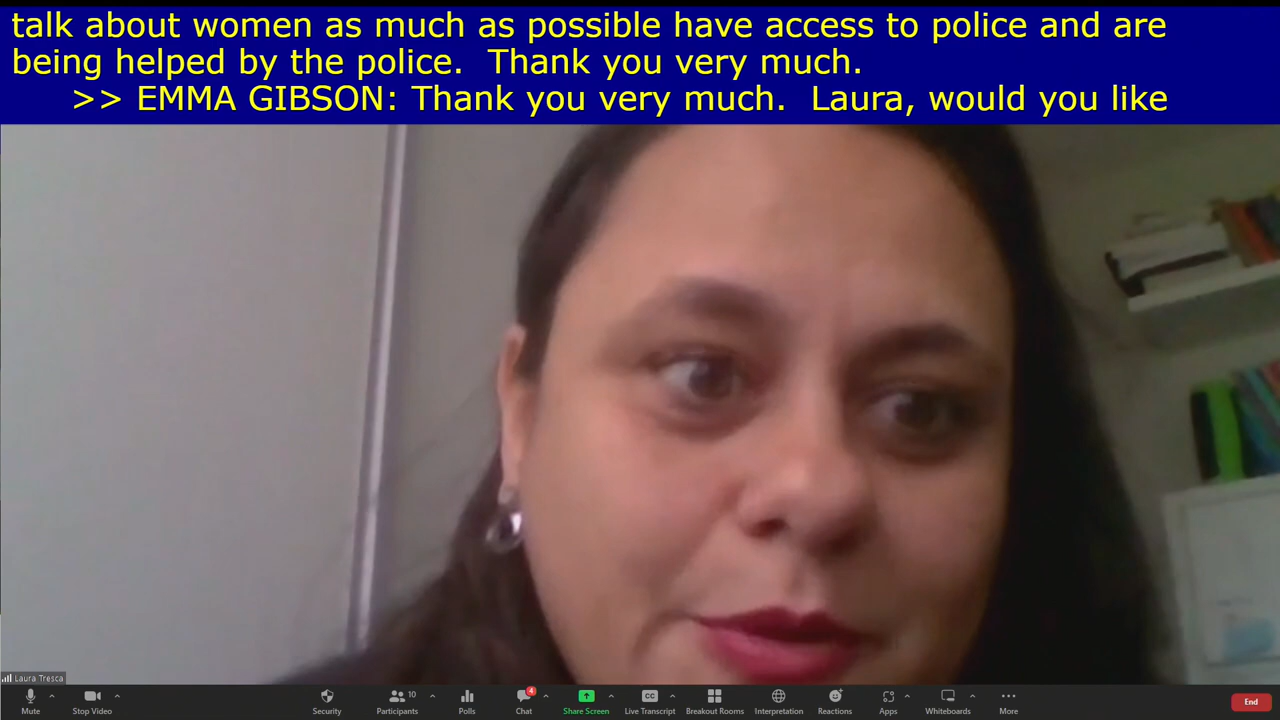 talk about women as much as possible have access to police and are
being helped by the police.  Thank you very much.
>> EMMA GIBSON: Thank you very much.  Laura, would you like
Laura Tresca
Mute
Stop Video
Security
Participants
10
Polls
Chat
4
Share Screen
CC
Live Transcript
Breakout Rooms
Interpretation
Reactions
Apps
Whiteboards
More
End